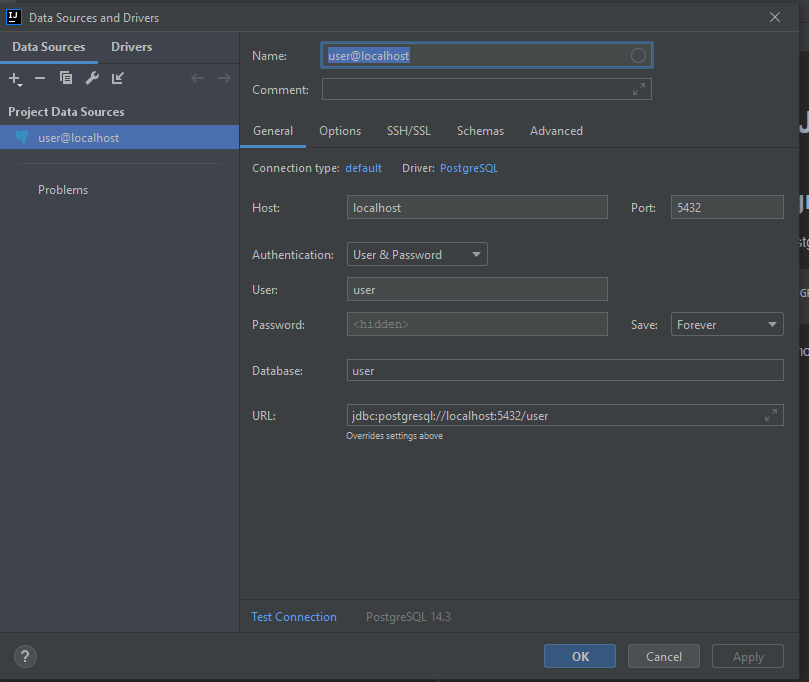 Data Sources and Drivers
Data Sources Drivers
Name: user@localhost
Comment:
Project Data Sources
user@localhost
Problems
General Options SSH/SSL Schemas Advanced
Connection type: default Driver: PostgreSQL
Host: localhost Port: 5432
Authentication: User & Password
User: user
Password: <hidden> Save: Forever
Database: user
URL: jdbc:postgresql://localhost:5432/user
Overrides settings above
Test Connection PostgreSQL 14.3
? OK Cancel Apply